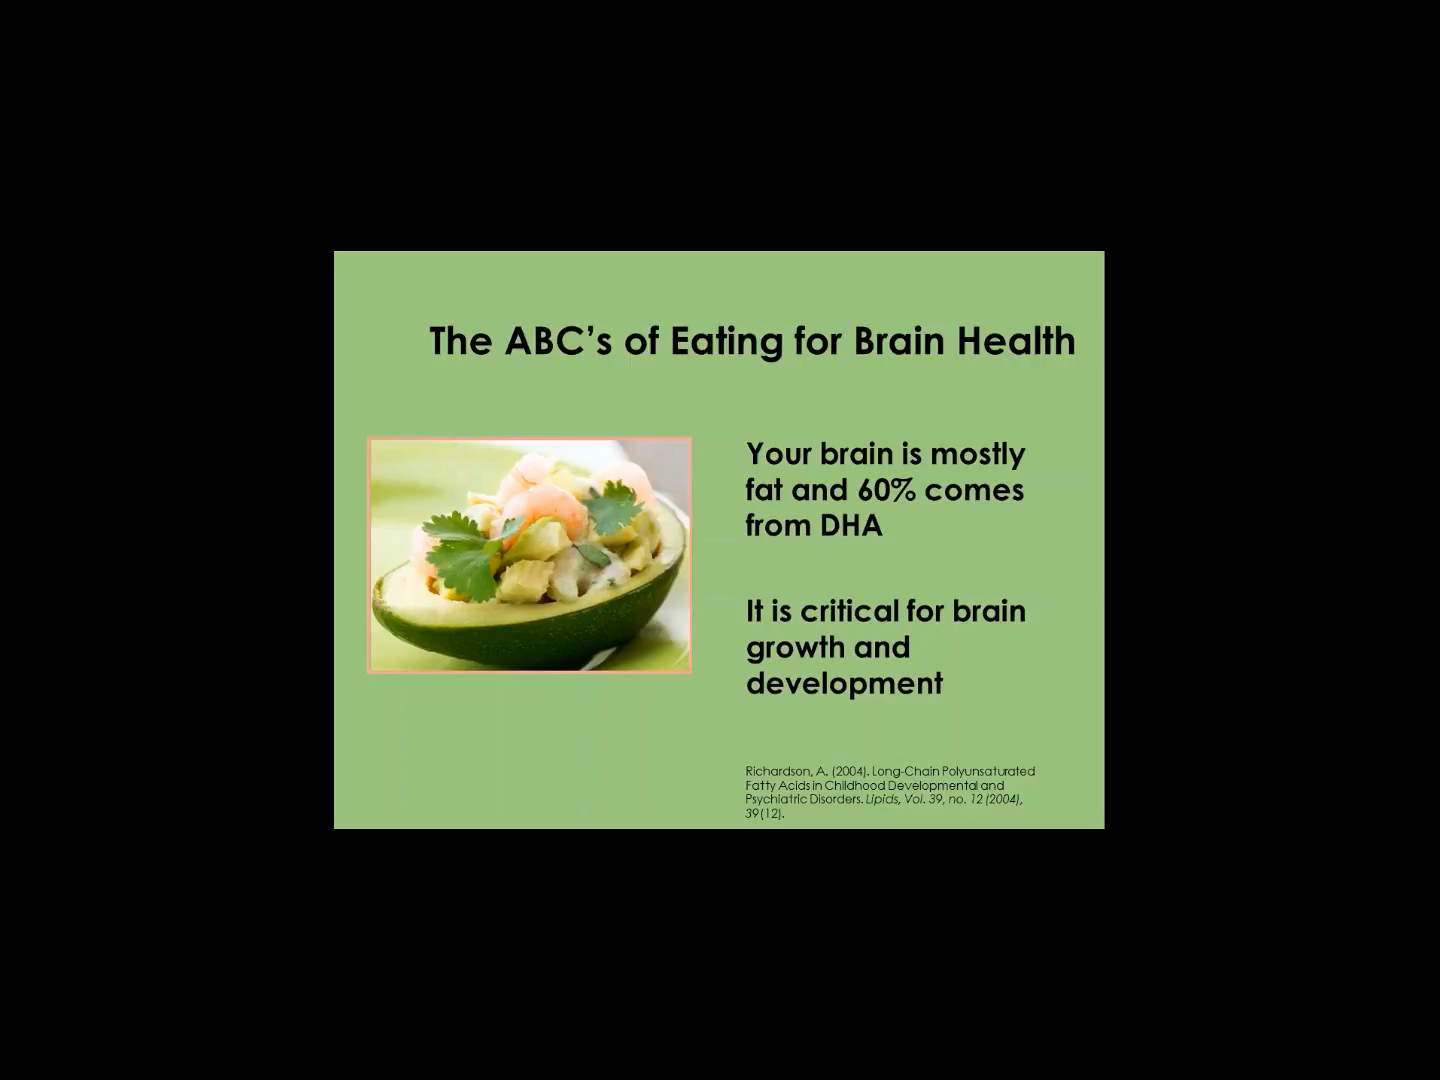 The ABC’s of Eating for Brain Health
Your brain is mostly
fat and 60% comes
from DHA
It is critical for brain
growth and
development
Richardson, A. (2004). Long-Chain Polyunsaturated
Fatty Acids in Childhood Developmental and
Psychiatric Disorders. Lipids, Vol. 39, no. 12 (2004),
39(12).